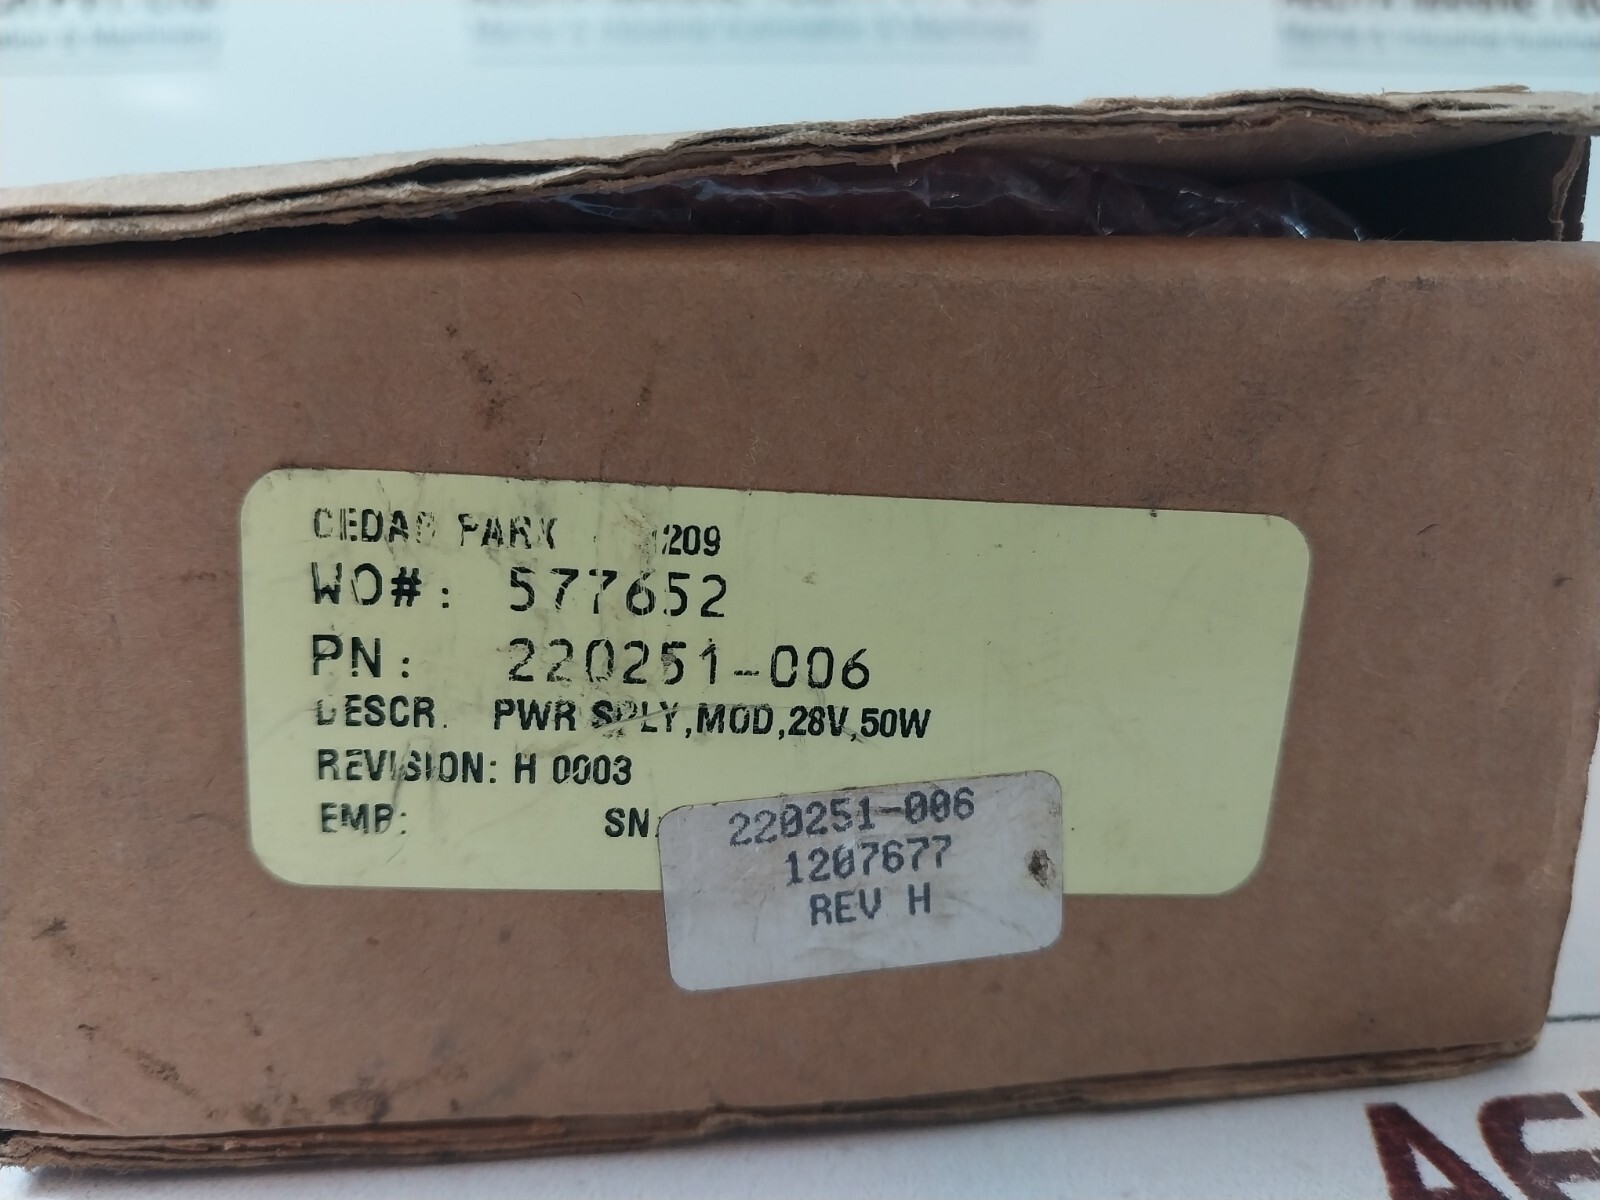 CEDAR PARK 1209
WO#: 577652
PN: 220251-006
DESCR. PWR SPLY,MOD,28V,50W
REVISION: H 0003
EMP: SN
220251-006
1207677
REV H